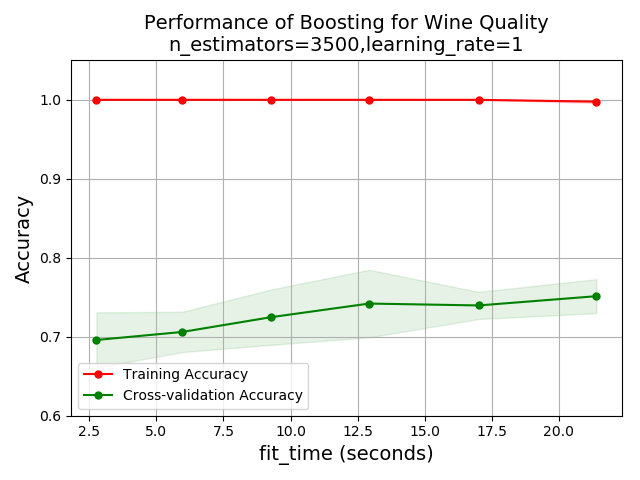 Performance of Boosting for Wine Quality
n_estimators=3500,learning_rate=1
Accuracy
1.0
0.9
0.8
0.7
0.6
Training Accuracy
Cross-validation Accuracy
2.5 5.0 7.5 10.0 12.5 15.0 17.5 20.0
fit_time (seconds)